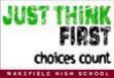 JUST THINK
FIRST
choices count
WAKEFIELD HIGH SCHOOL